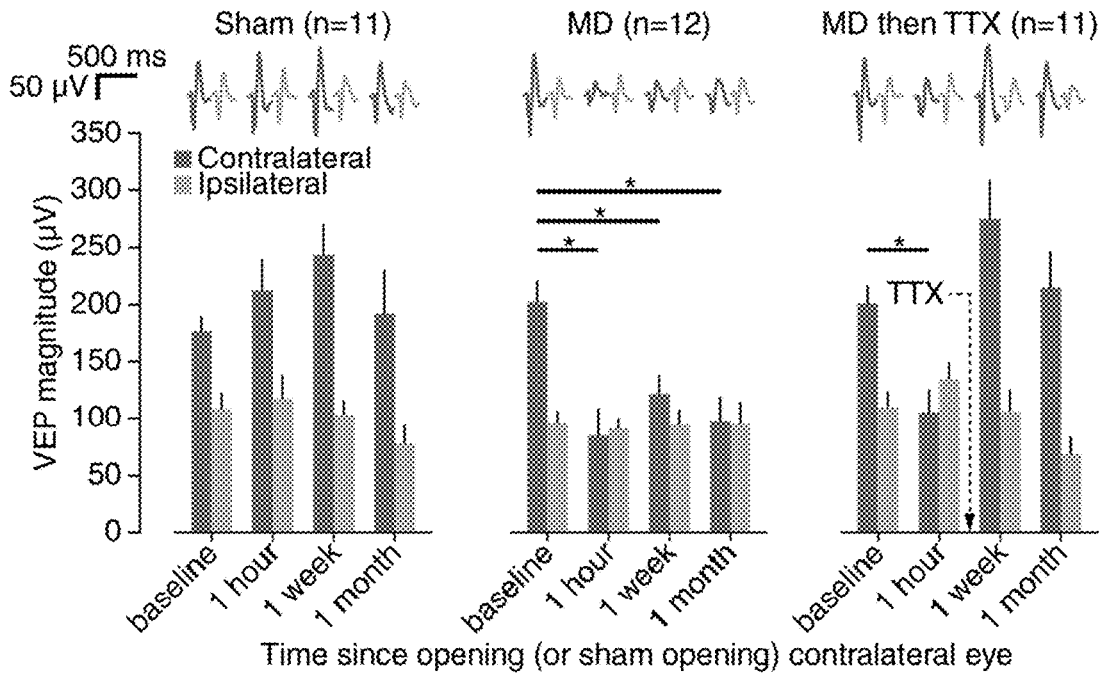 Sham (n=11)
MD (n=12)
MD then TTX (n=11)
500 ms
50 µV
350
300
250
200
150
100
50
0
VEP magnitude (µV)
Contralateral
Ipsilateral
*
*
*
*
TTX
baseline
1 hour
1 week
1 month
baseline
1 hour
1 week
1 month
baseline
1 hour
1 week
1 month
Time since opening (or sham opening) contralateral eye